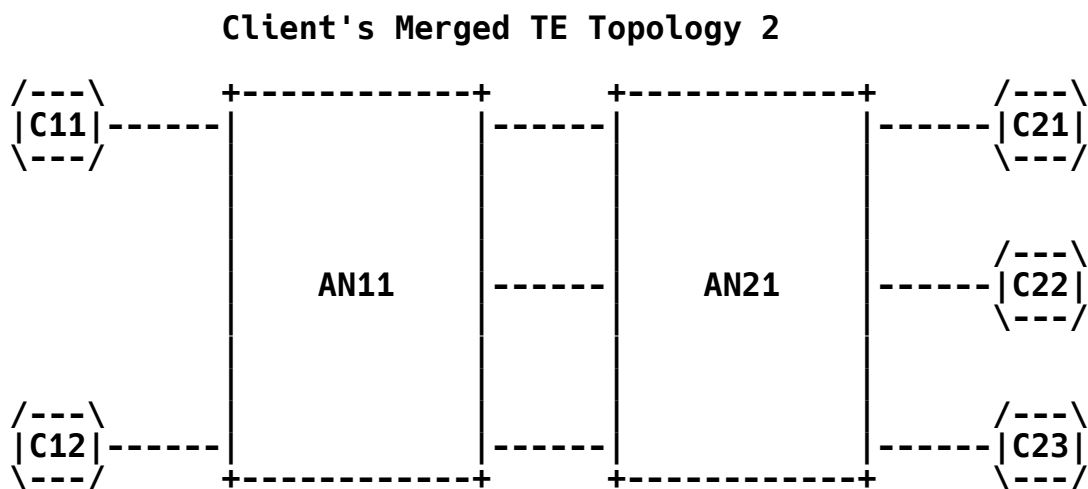 Client's Merged TE Topology 2
/---\      +------------+      +------------+      /---\
|C11|------|            |------|            |------|C21|
\---/      |            |      |            |      \---/
           |            |      |            |
           |            |      |            |
           |            |      |            |      /---\
           |    AN11    |------|    AN21    |------|C22|
           |            |      |            |      \---/
           |            |      |            |
           |            |      |            |
/---\      |            |      |            |      /---\
|C12|------|            |------|            |------|C23|
\---/      +------------+      +------------+      \---/